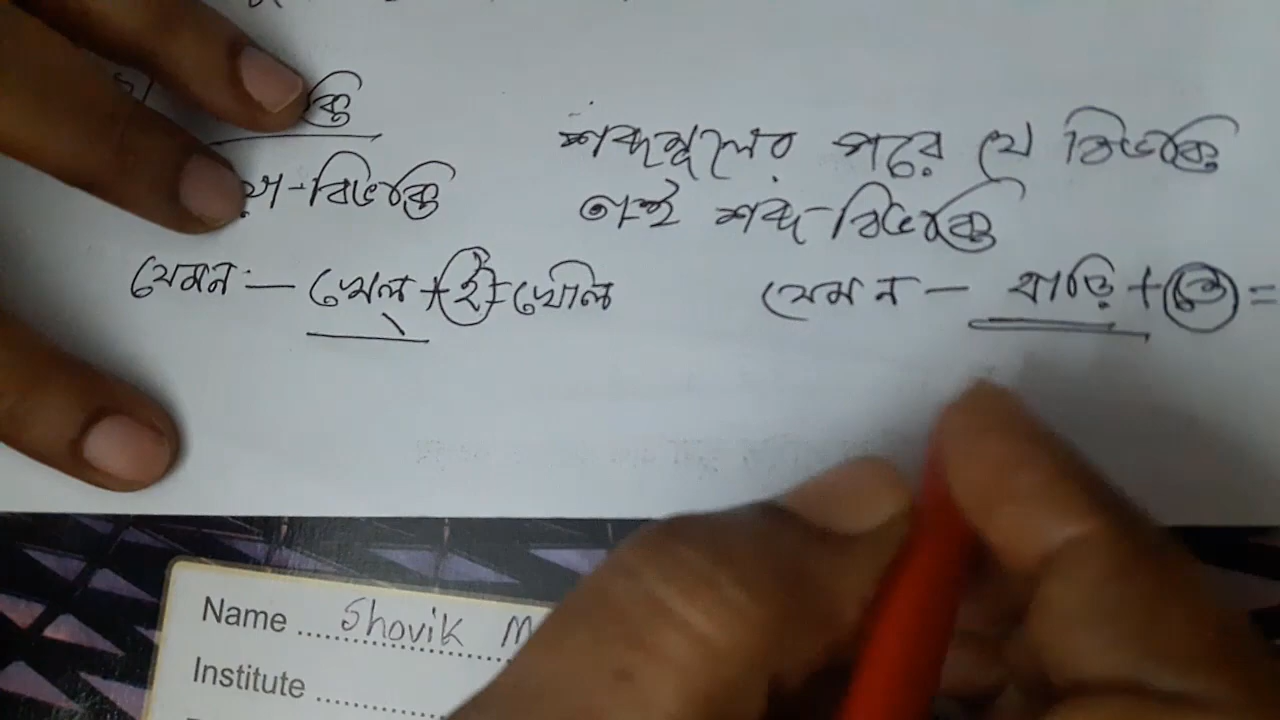 ক্তি
য়া-বিভক্তি
যেমন :- খেল্ + ই = খেলি
শব্দমূলের পরে যে বিভক্তি
তাই শব্দ-বিভক্তি
যেমন - বাড়ি + তে =
Name Shovik M
Institute